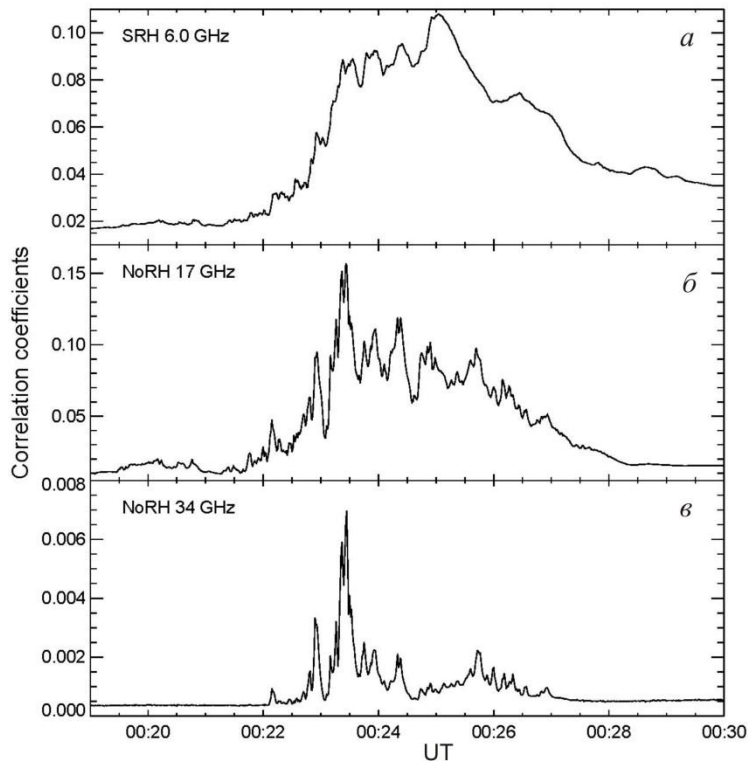 SRH 6.0 GHz
а
0.10
0.08
0.06
0.04
0.02
NoRH 17 GHz
б
0.15
0.10
0.05
Correlation coefficients
NoRH 34 GHz
в
0.008
0.006
0.004
0.002
0.000
00:20 00:22 00:24 00:26 00:28 00:30
UT